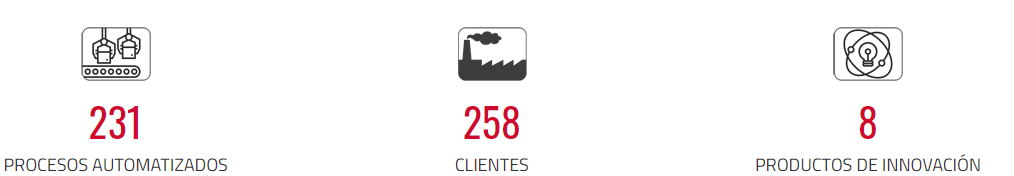 231 258 8
PROCESOS AUTOMATIZADOS CLIENTES PRODUCTOS DE INNOVACIÓN